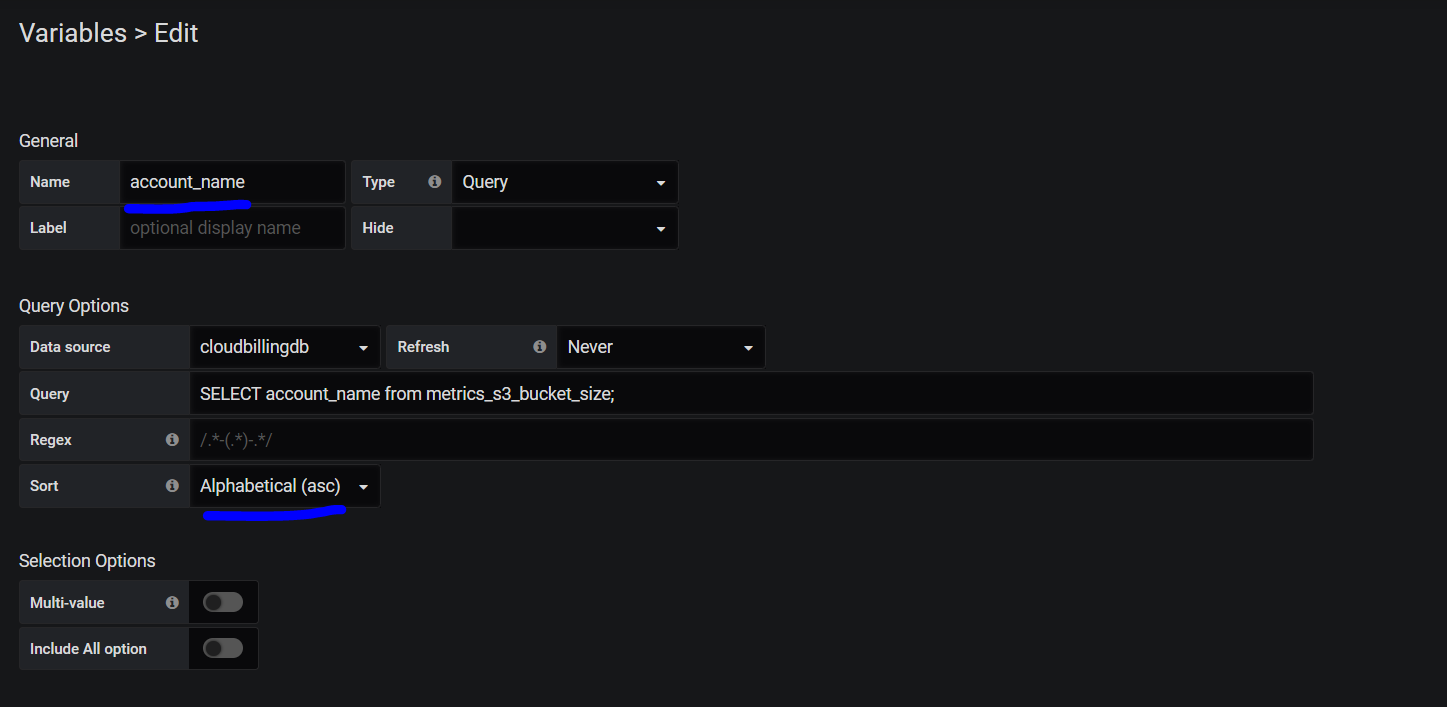 Variables > Edit
General
Name account_name Type Query
Label optional display name Hide
Query Options
Data source cloudbillingdb Refresh Never
Query SELECT account_name from metrics_s3_bucket_size;
Regex /.*-(.*)-.*/
Sort Alphabetical (asc)
Selection Options
Multi-value
Include All option